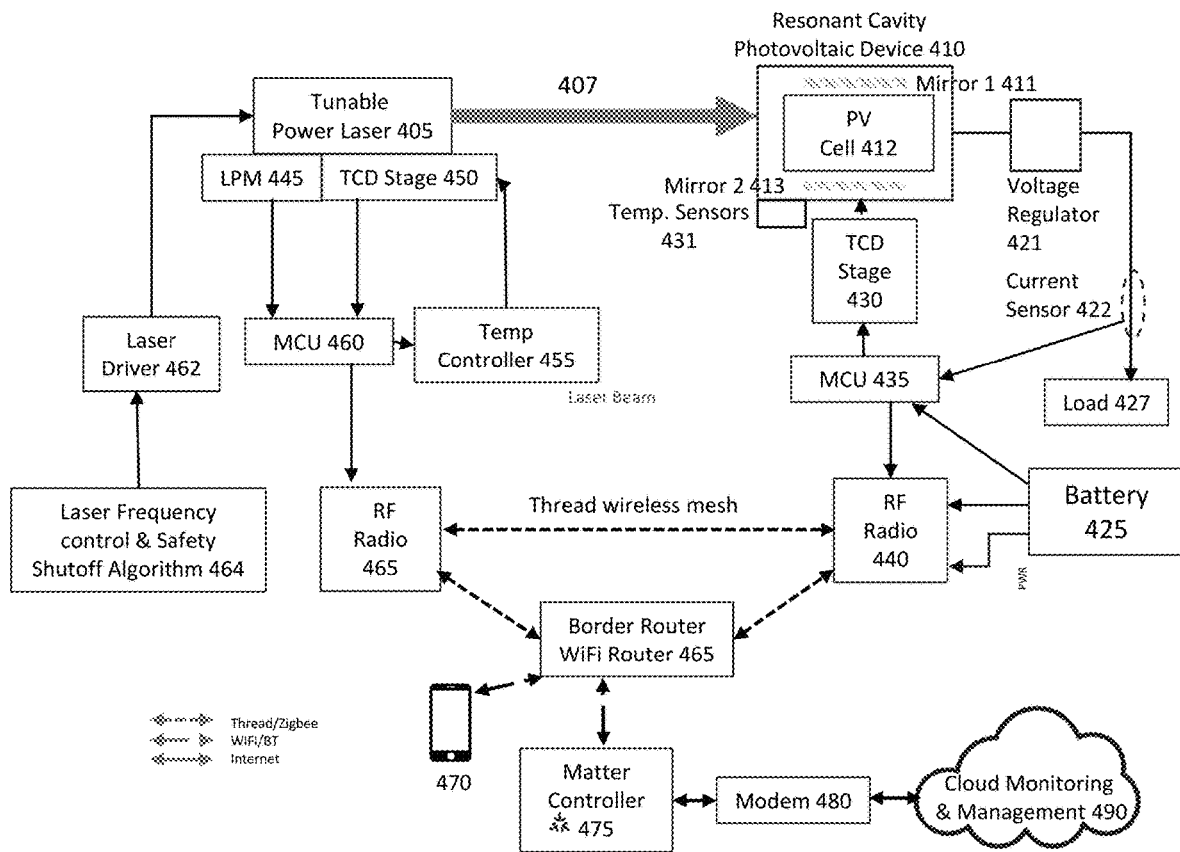 Resonant Cavity
Photovoltaic Device 410
407
Tunable
Power Laser 405
Mirror 1 411
PV
Cell 412
LPM 445
TCD Stage 450
Mirror 2 413
Temp. Sensors
431
Voltage
Regulator
421
TCD
Stage
430
Current
Sensor 422
Laser
Driver 462
MCU 460
Temp
Controller 455
MCU 435
Laser Beam
Load 427
Laser Frequency
control & Safety
Shutoff Algorithm 464
RF
Radio
465
Thread wireless mesh
RF
Radio
440
Battery
425
PWR
Border Router
WiFi Router 465
Thread/Zigbee
WiFi/BT
Internet
470
Matter
Controller
475
Modem 480
Cloud Monitoring
& Management 490